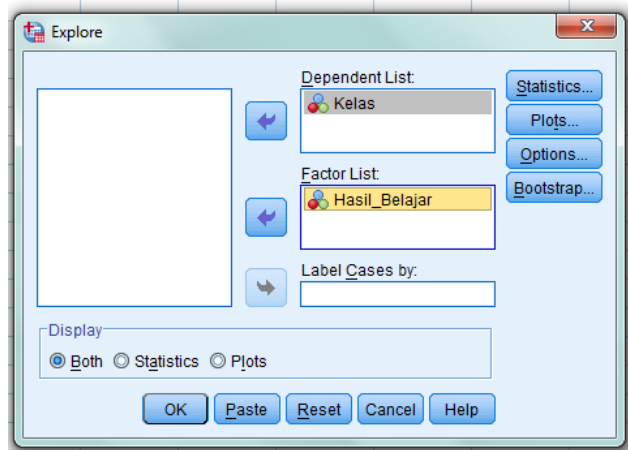 Explore
Dependent List:
Kelas
Statistics...
Plots...
Options...
Bootstrap...
Factor List:
Hasil_Belajar
Label Cases by:
Display
Both Statistics Plots
OK Paste Reset Cancel Help